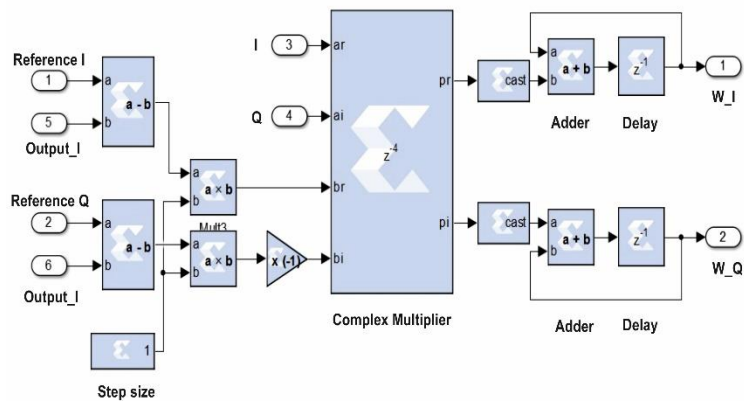 Reference I
1
a
a - b
5
b
Output_I
Reference Q
2
a
a - b
6
b
Output_I
1
Step size
a
a × b
b
Mult3
a
a × b
b
x (-1)
I
3
ar
Q
4
ai
br
bi
z-4
pr
pi
Complex Multiplier
cast
a
a + b
b
Adder
z-1
Delay
1
W_I
cast
a
a + b
b
Adder
z-1
Delay
2
W_Q